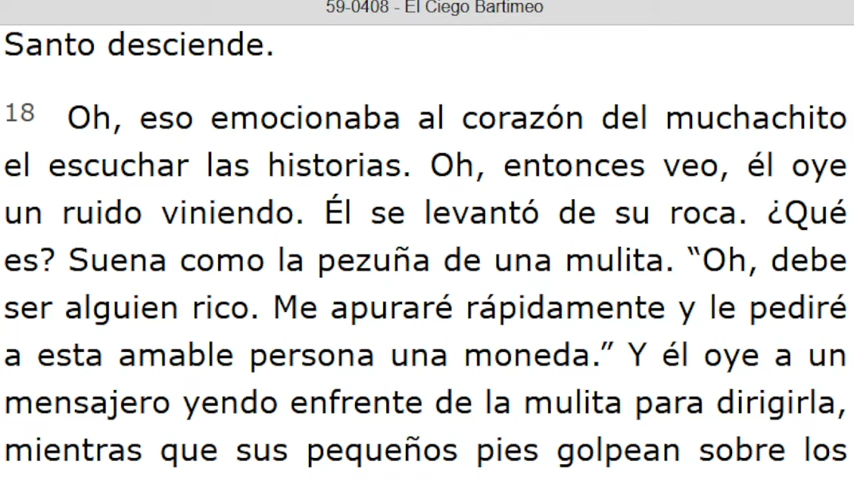 59-0408 - El Ciego Bartimeo
Santo desciende.
18 Oh, eso emocionaba al corazón del muchachito
el escuchar las historias. Oh, entonces veo, él oye
un ruido viniendo. Él se levantó de su roca. ¿Qué
es? Suena como la pezuña de una mulita. “Oh, debe
ser alguien rico. Me apuraré rápidamente y le pediré
a esta amable persona una moneda.” Y él oye a un
mensajero yendo enfrente de la mulita para dirigirla,
mientras que sus pequeños pies golpean sobre los